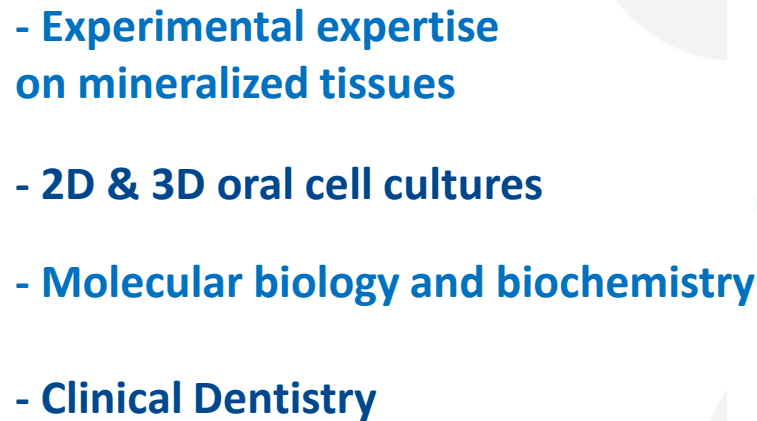 - Experimental expertise
on mineralized tissues
- 2D & 3D oral cell cultures
- Molecular biology and biochemistry
- Clinical Dentistry